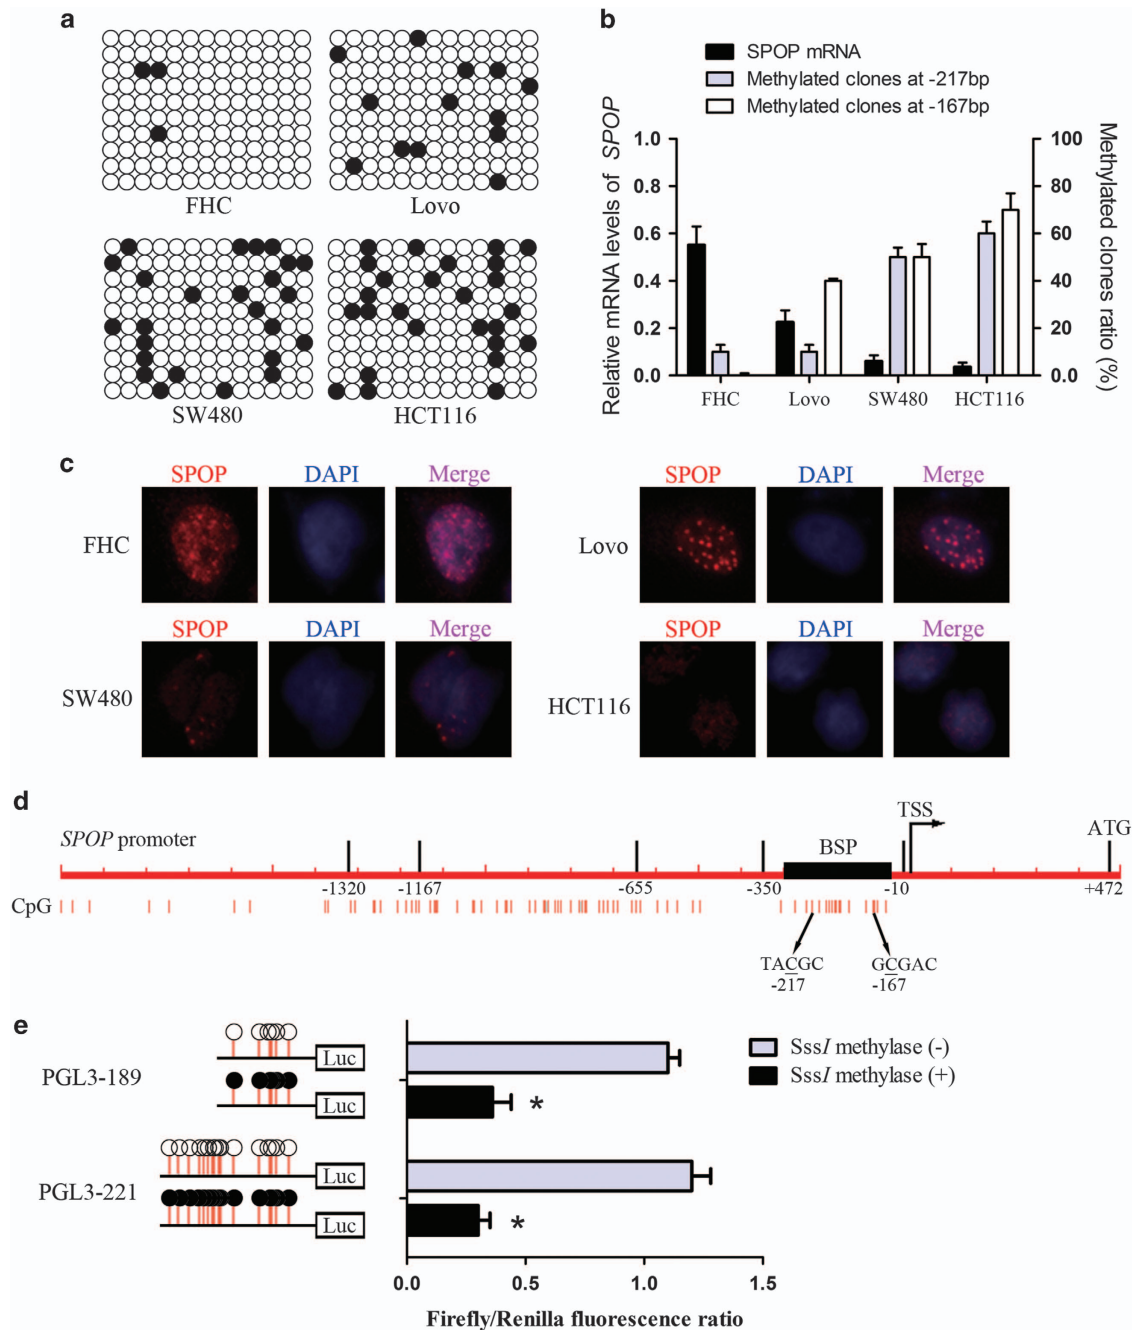 a
FHC
Lovo
SW480
HCT116
b
SPOP mRNA
Methylated clones at -217bp
Methylated clones at -167bp
Relative mRNA levels of SPOP
1.0
0.8
0.6
0.4
0.2
0.0
100
80
60
40
20
0.0
Methylated clones ratio (%)
FHC
Lovo
SW480
HCT116
c
SPOP
DAPI
Merge
FHC
SPOP
DAPI
Merge
Lovo
SPOP
DAPI
Merge
SW480
SPOP
DAPI
Merge
HCT116
d
SPOP promoter
BSP
TSS
ATG
-1320
-1167
-655
-350
-10
+472
CpG
TACGC
-217
GCGAC
-167
e
PGL3-189
Luc
Luc
PGL3-221
Luc
Luc
SssI methylase (-)
SssI methylase (+)
*
*
0.0
0.5
1.0
1.5
Firefly/Renilla fluorescence ratio